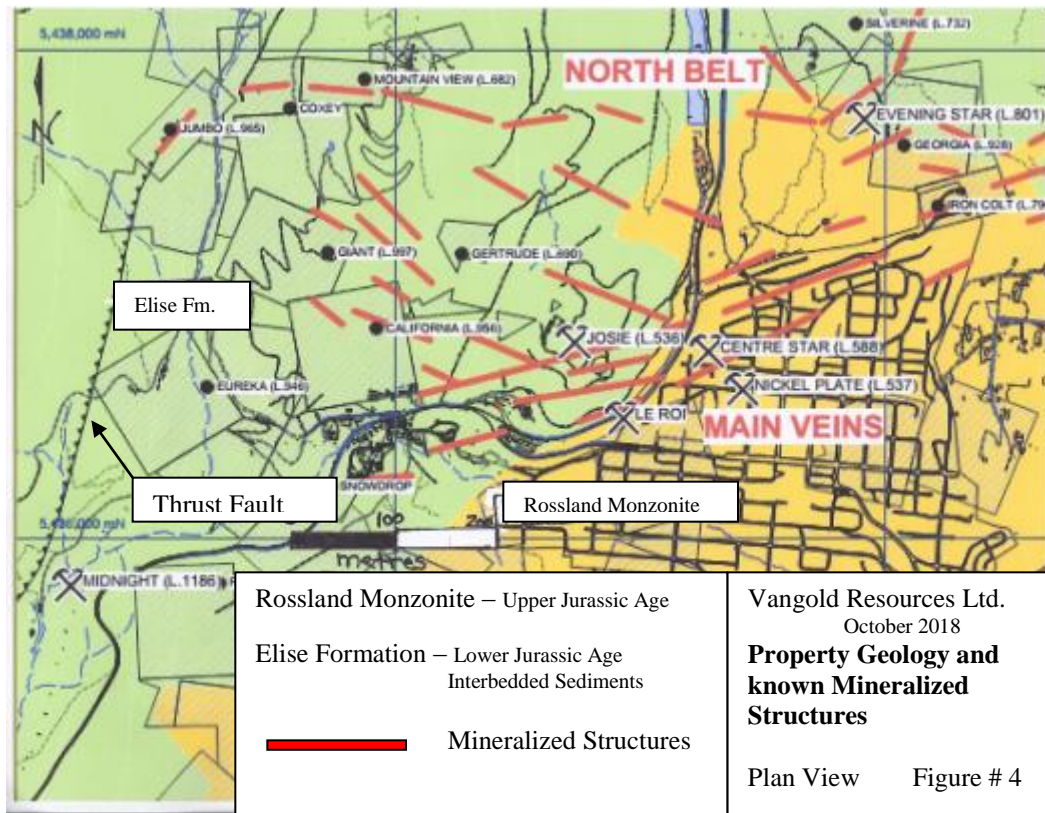 5,438,000 mN
SILVERINE (L.732)
NORTH BELT
MOUNTAIN VIEW (L.682)
COXEY
EVENING STAR (L.801)
JUMBO (L.965)
GEORGIA (L.928)
N
IRON COLT (L.79
GIANT (L.997)
GERTRUDE (L.690)
Elise Fm.
CALIFORNIA (L.956)
JOSIE (L.536)
CENTRE STAR (L.588)
EUREKA (L.946)
NICKEL PLATE (L.537)
LE ROI
MAIN VEINS
Thrust Fault
SNOWDROP
Rossland Monzonite
100
metres
MIDNIGHT (L.1186)
Rossland Monzonite – Upper Jurassic Age
Elise Formation – Lower Jurassic Age
Interbedded Sediments
Mineralized Structures
Vangold Resources Ltd.
October 2018
Property Geology and
known Mineralized
Structures
Plan View Figure # 4